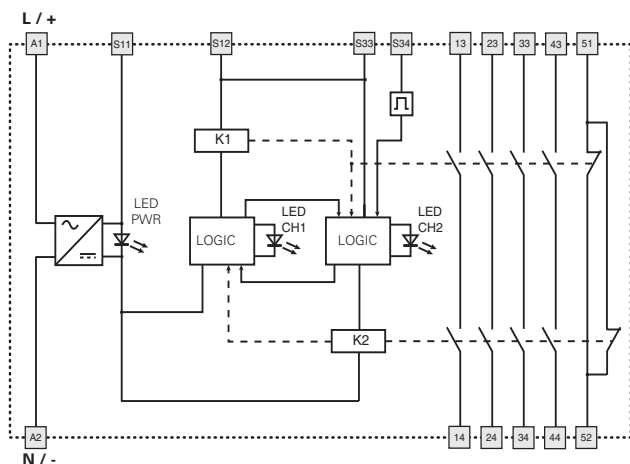 L / +
A1 S11 S12 S33 S34 13 23 33 43 51
K1
LED
PWR
LED
CH1
LED
CH2
LOGIC
LOGIC
K2
A2 14 24 34 44 52
N / -